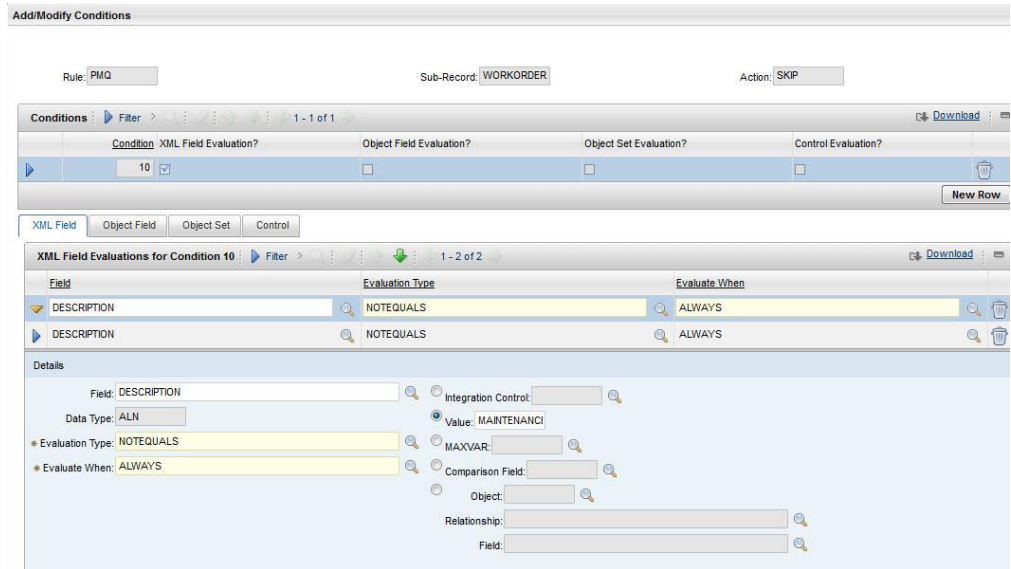 Add/Modify Conditions
Rule: PMQ Sub-Record: WORKORDER Action: SKIP
Conditions Filter > 1 - 1 of 1 Download
Condition XML Field Evaluation? Object Field Evaluation? Object Set Evaluation? Control Evaluation?
10
New Row
XML Field Object Field Object Set Control
XML Field Evaluations for Condition 10 Filter > 1 - 2 of 2 Download
Field Evaluation Type Evaluate When
DESCRIPTION NOTEQUALS ALWAYS
DESCRIPTION NOTEQUALS ALWAYS
Details
Field: DESCRIPTION Integration Control:
Data Type: ALN Value: MAINTENANCE
* Evaluation Type: NOTEQUALS MAXVAR:
* Evaluate When: ALWAYS Comparison Field:
Object:
Relationship:
Field: